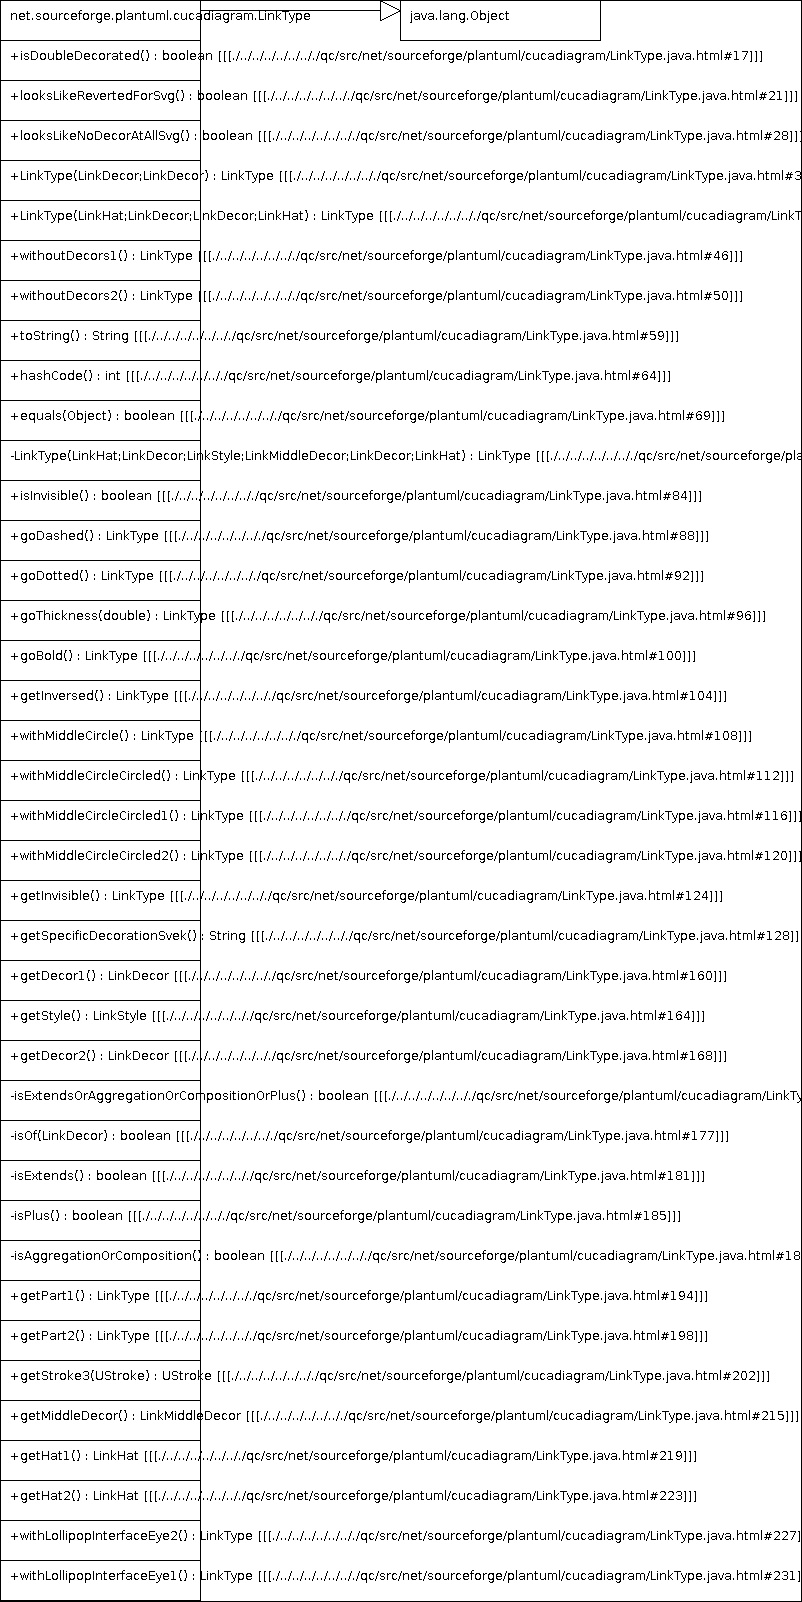 net.sourceforge.plantuml.cucadiagram.LinkType
java.lang.Object
+isDoubleDecorated() : boolean [[[./../../../../../../../qc/src/net/sourceforge/plantuml/cucadiagram/LinkType.java.html#17]]]
+looksLikeRevertedForSvg() : boolean [[[./../../../../../../../qc/src/net/sourceforge/plantuml/cucadiagram/LinkType.java.html#21]]]
+looksLikeNoDecorAtAllSvg() : boolean [[[./../../../../../../../qc/src/net/sourceforge/plantuml/cucadiagram/LinkType.java.html#28]]]
+LinkType(LinkDecor;LinkDecor) : LinkType [[[./../../../../../../../qc/src/net/sourceforge/plantuml/cucadiagram/LinkType.java.html#3
+LinkType(LinkHat;LinkDecor;LinkDecor;LinkHat) : LinkType [[[./../../../../../../../qc/src/net/sourceforge/plantuml/cucadiagram/LinkT
+withoutDecors1() : LinkType [[[./../../../../../../../qc/src/net/sourceforge/plantuml/cucadiagram/LinkType.java.html#46]]]
+withoutDecors2() : LinkType [[[./../../../../../../../qc/src/net/sourceforge/plantuml/cucadiagram/LinkType.java.html#50]]]
+toString() : String [[[./../../../../../../../qc/src/net/sourceforge/plantuml/cucadiagram/LinkType.java.html#59]]]
+hashCode() : int [[[./../../../../../../../qc/src/net/sourceforge/plantuml/cucadiagram/LinkType.java.html#64]]]
+equals(Object) : boolean [[[./../../../../../../../qc/src/net/sourceforge/plantuml/cucadiagram/LinkType.java.html#69]]]
-LinkType(LinkHat;LinkDecor;LinkStyle;LinkMiddleDecor;LinkDecor;LinkHat) : LinkType [[[./../../../../../../../qc/src/net/sourceforge/pla
+isInvisible() : boolean [[[./../../../../../../../qc/src/net/sourceforge/plantuml/cucadiagram/LinkType.java.html#84]]]
+goDashed() : LinkType [[[./../../../../../../../qc/src/net/sourceforge/plantuml/cucadiagram/LinkType.java.html#88]]]
+goDotted() : LinkType [[[./../../../../../../../qc/src/net/sourceforge/plantuml/cucadiagram/LinkType.java.html#92]]]
+goThickness(double) : LinkType [[[./../../../../../../../qc/src/net/sourceforge/plantuml/cucadiagram/LinkType.java.html#96]]]
+goBold() : LinkType [[[./../../../../../../../qc/src/net/sourceforge/plantuml/cucadiagram/LinkType.java.html#100]]]
+getInversed() : LinkType [[[./../../../../../../../qc/src/net/sourceforge/plantuml/cucadiagram/LinkType.java.html#104]]]
+withMiddleCircle() : LinkType [[[./../../../../../../../qc/src/net/sourceforge/plantuml/cucadiagram/LinkType.java.html#108]]]
+withMiddleCircleCircled() : LinkType [[[./../../../../../../../qc/src/net/sourceforge/plantuml/cucadiagram/LinkType.java.html#112]]]
+withMiddleCircleCircled1() : LinkType [[[./../../../../../../../qc/src/net/sourceforge/plantuml/cucadiagram/LinkType.java.html#116]]]
+withMiddleCircleCircled2() : LinkType [[[./../../../../../../../qc/src/net/sourceforge/plantuml/cucadiagram/LinkType.java.html#120]]]
+getInvisible() : LinkType [[[./../../../../../../../qc/src/net/sourceforge/plantuml/cucadiagram/LinkType.java.html#124]]]
+getSpecificDecorationSvek() : String [[[./../../../../../../../qc/src/net/sourceforge/plantuml/cucadiagram/LinkType.java.html#128]]
+getDecor1() : LinkDecor [[[./../../../../../../../qc/src/net/sourceforge/plantuml/cucadiagram/LinkType.java.html#160]]]
+getStyle() : LinkStyle [[[./../../../../../../../qc/src/net/sourceforge/plantuml/cucadiagram/LinkType.java.html#164]]]
+getDecor2() : LinkDecor [[[./../../../../../../../qc/src/net/sourceforge/plantuml/cucadiagram/LinkType.java.html#168]]]
-isExtendsOrAggregationOrCompositionOrPlus() : boolean [[[./../../../../../../../qc/src/net/sourceforge/plantuml/cucadiagram/LinkTy
-isOf(LinkDecor) : boolean [[[./../../../../../../../qc/src/net/sourceforge/plantuml/cucadiagram/LinkType.java.html#177]]]
-isExtends() : boolean [[[./../../../../../../../qc/src/net/sourceforge/plantuml/cucadiagram/LinkType.java.html#181]]]
-isPlus() : boolean [[[./../../../../../../../qc/src/net/sourceforge/plantuml/cucadiagram/LinkType.java.html#185]]]
-isAggregationOrComposition() : boolean [[[./../../../../../../../qc/src/net/sourceforge/plantuml/cucadiagram/LinkType.java.html#18
+getPart1() : LinkType [[[./../../../../../../../qc/src/net/sourceforge/plantuml/cucadiagram/LinkType.java.html#194]]]
+getPart2() : LinkType [[[./../../../../../../../qc/src/net/sourceforge/plantuml/cucadiagram/LinkType.java.html#198]]]
+getStroke3(UStroke) : UStroke [[[./../../../../../../../qc/src/net/sourceforge/plantuml/cucadiagram/LinkType.java.html#202]]]
+getMiddleDecor() : LinkMiddleDecor [[[./../../../../../../../qc/src/net/sourceforge/plantuml/cucadiagram/LinkType.java.html#215]]]
+getHat1() : LinkHat [[[./../../../../../../../qc/src/net/sourceforge/plantuml/cucadiagram/LinkType.java.html#219]]]
+getHat2() : LinkHat [[[./../../../../../../../qc/src/net/sourceforge/plantuml/cucadiagram/LinkType.java.html#223]]]
+withLollipopInterfaceEye2() : LinkType [[[./../../../../../../../qc/src/net/sourceforge/plantuml/cucadiagram/LinkType.java.html#227]
+withLollipopInterfaceEye1() : LinkType [[[./../../../../../../../qc/src/net/sourceforge/plantuml/cucadiagram/LinkType.java.html#231]